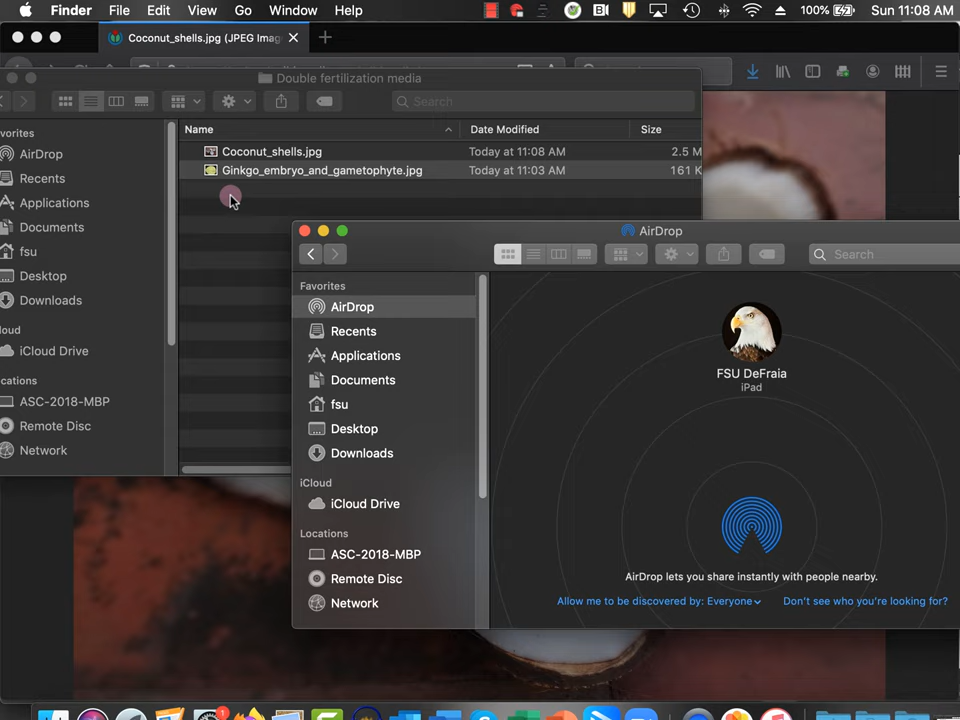 Finder File Edit View Go Window Help 100% Sun 11:08 AM
Coconut_shells.jpg (JPEG Imag
Double fertilization media
Search
avorites
AirDrop
Recents
Applications
Documents
fsu
Desktop
Downloads
loud
iCloud Drive
ocations
ASC-2018-MBP
Remote Disc
Network
Name Date Modified Size
Coconut_shells.jpg Today at 11:08 AM 2.5 M
Ginkgo_embryo_and_gametophyte.jpg Today at 11:03 AM 161 K
AirDrop
Search
Favorites
AirDrop
Recents
Applications
Documents
fsu
Desktop
Downloads
iCloud
iCloud Drive
Locations
ASC-2018-MBP
Remote Disc
Network
FSU DeFraia
iPad
AirDrop lets you share instantly with people nearby.
Allow me to be discovered by: Everyone
Don't see who you're looking for?
1